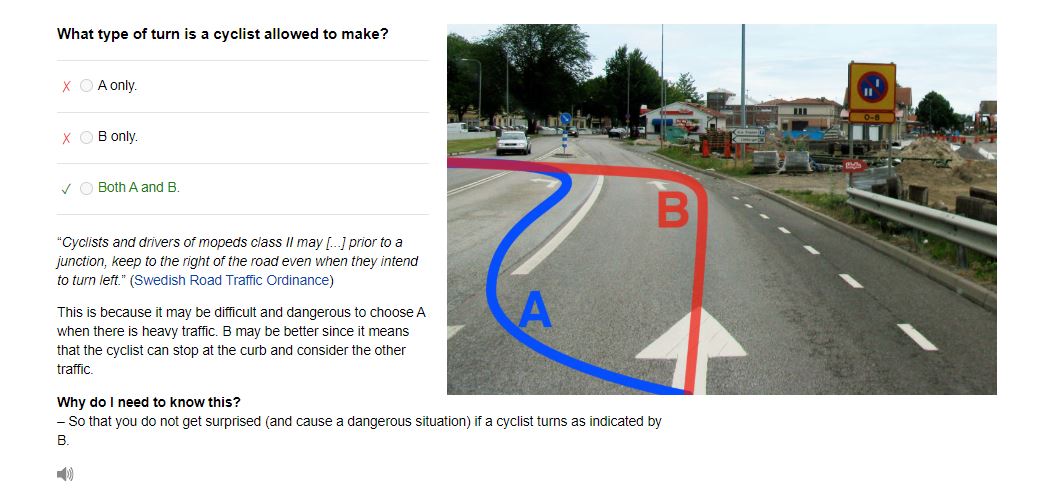 What type of turn is a cyclist allowed to make?
A only.
B only.
Both A and B.
“Cyclists and drivers of mopeds class II may [...] prior to a
junction, keep to the right of the road even when they intend
to turn left.” (Swedish Road Traffic Ordinance)
This is because it may be difficult and dangerous to choose A
when there is heavy traffic. B may be better since it means
that the cyclist can stop at the curb and consider the other
traffic.
Why do I need to know this?
– So that you do not get surprised (and cause a dangerous situation) if a cyclist turns as indicated by
B.
0-8
B
A